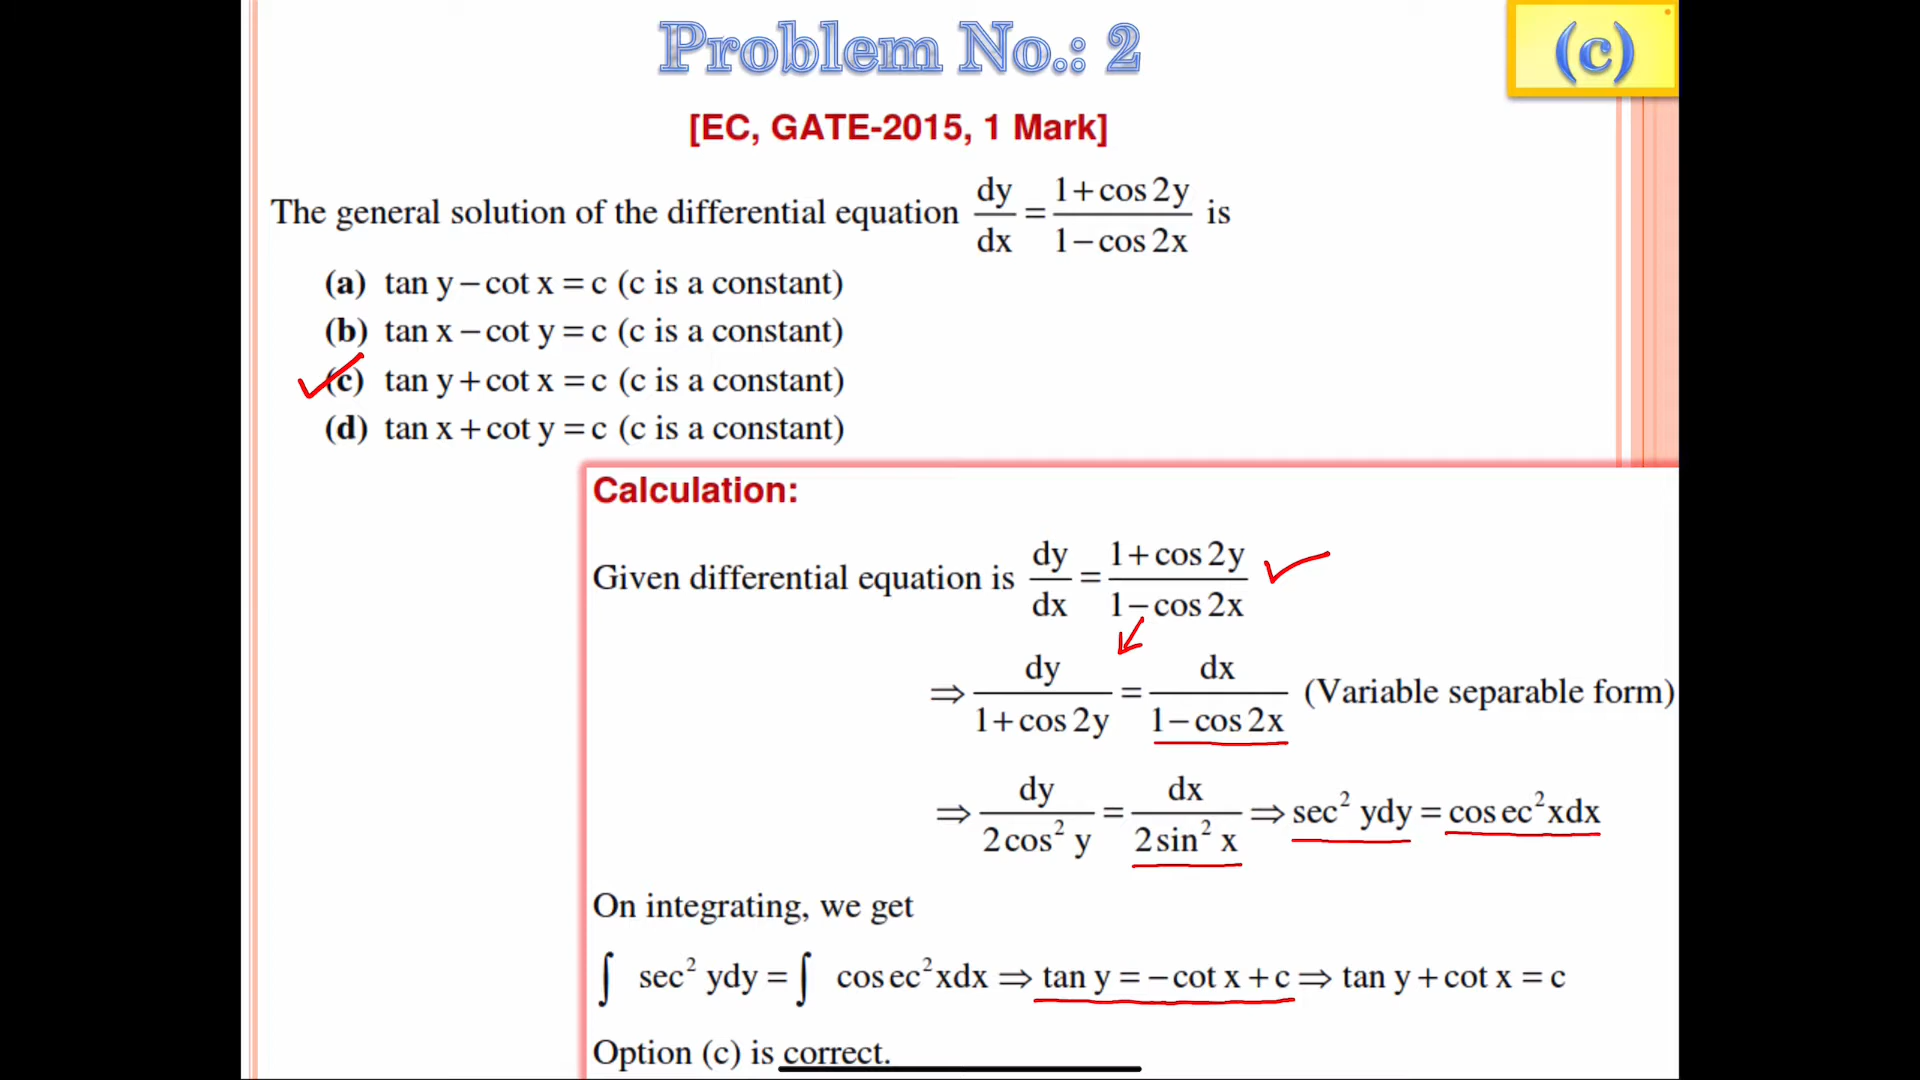 Problem No.: 2
(c)
[EC, GATE-2015, 1 Mark]
The general solution of the differential equation dy/dx = (1+cos 2y)/(1−cos 2x) is
(a) tan y − cot x = c (c is a constant)
(b) tan x − cot y = c (c is a constant)
(c) tan y + cot x = c (c is a constant)
(d) tan x + cot y = c (c is a constant)
Calculation:
Given differential equation is dy/dx = (1+cos 2y)/(1−cos 2x)
⇒ dy/(1+cos 2y) = dx/(1−cos 2x) (Variable separable form)
⇒ dy/(2cos² y) = dx/(2sin² x) ⇒ sec² ydy = cosec²xdx
On integrating, we get
∫ sec² ydy = ∫ cosec²xdx ⇒ tan y = −cot x + c ⇒ tan y + cot x = c
Option (c) is correct.